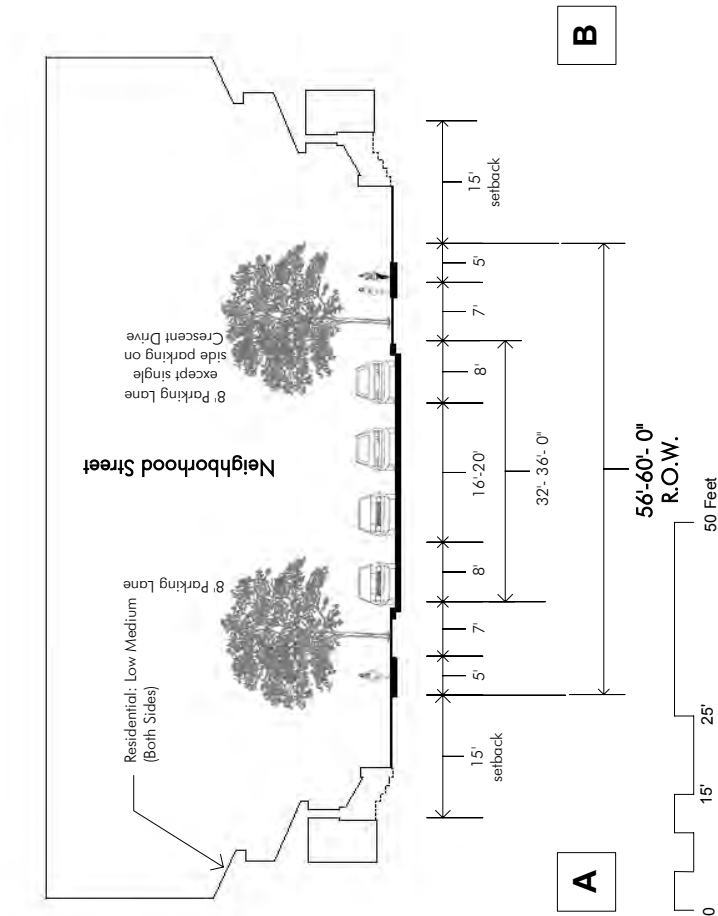 Neighborhood Street
Residential: Low Medium
(Both Sides)
8' Parking Lane
8' Parking Lane
except single
side parking on
Crescent Drive
15'
setback
5'
7'
8'
16'-20'
8'
7'
5'
15'
setback
32'- 36'- 0"
56'-60'- 0"
R.O.W.
A
B
0
15'
25'
50 Feet